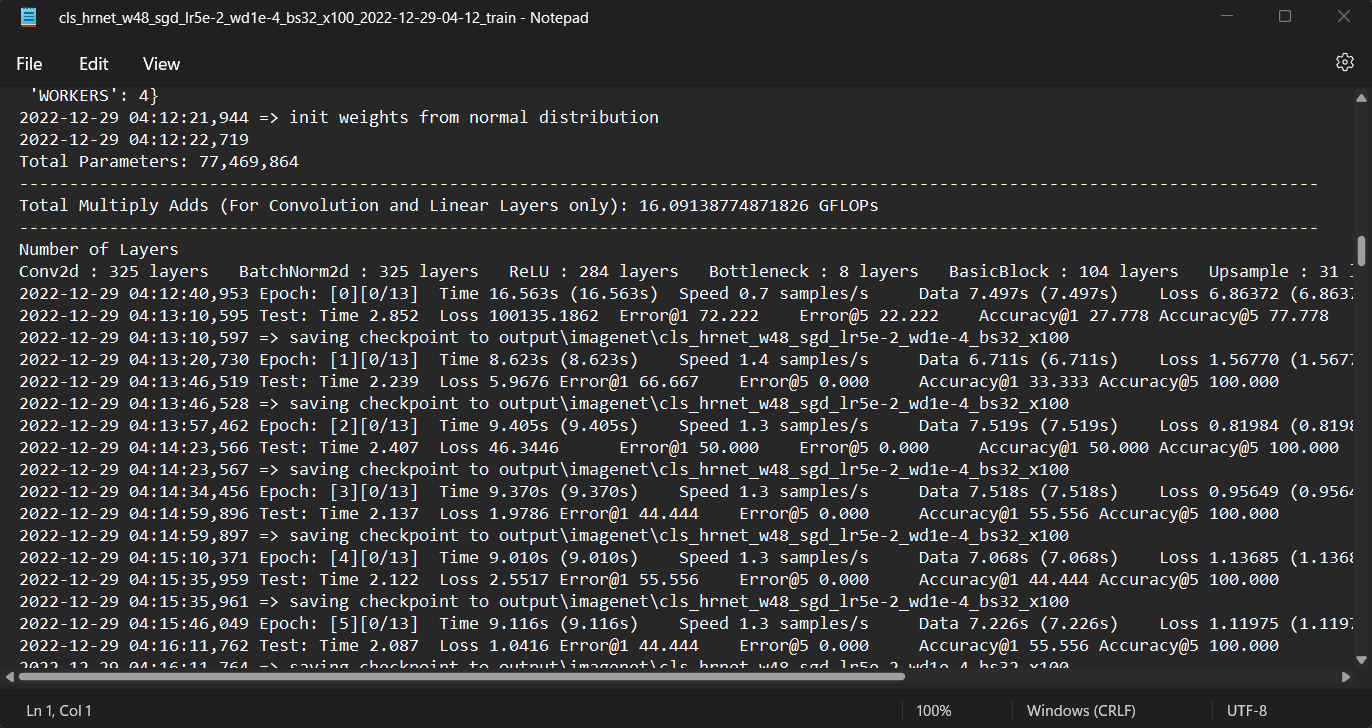 cls_hrnet_w48_sgd_lr5e-2_wd1e-4_bs32_x100_2022-12-29-04-12_train - Notepad
File Edit View
'WORKERS': 4}
2022-12-29 04:12:21,944 => init weights from normal distribution
2022-12-29 04:12:22,719
Total Parameters: 77,469,864
----------------------------------------------------------------------------------------------------------------------------------
Total Multiply Adds (For Convolution and Linear Layers only): 16.09138774871826 GFLOPs
----------------------------------------------------------------------------------------------------------------------------------
Number of Layers
Conv2d : 325 layers   BatchNorm2d : 325 layers   ReLU : 284 layers   Bottleneck : 8 layers   BasicBlock : 104 layers   Upsample : 31 l
2022-12-29 04:12:40,953 Epoch: [0][0/13]  Time 16.563s (16.563s)  Speed 0.7 samples/s     Data 7.497s (7.497s)    Loss 6.86372 (6.8637
2022-12-29 04:13:10,595 Test: Time 2.852  Loss 100135.1862  Error@1 72.222    Error@5 22.222    Accuracy@1 27.778 Accuracy@5 77.778
2022-12-29 04:13:10,597 => saving checkpoint to output\imagenet\cls_hrnet_w48_sgd_lr5e-2_wd1e-4_bs32_x100
2022-12-29 04:13:20,730 Epoch: [1][0/13]  Time 8.623s (8.623s)    Speed 1.4 samples/s     Data 6.711s (6.711s)    Loss 1.56770 (1.5677
2022-12-29 04:13:46,519 Test: Time 2.239  Loss 5.9676 Error@1 66.667    Error@5 0.000     Accuracy@1 33.333 Accuracy@5 100.000
2022-12-29 04:13:46,528 => saving checkpoint to output\imagenet\cls_hrnet_w48_sgd_lr5e-2_wd1e-4_bs32_x100
2022-12-29 04:13:57,462 Epoch: [2][0/13]  Time 9.405s (9.405s)    Speed 1.3 samples/s     Data 7.519s (7.519s)    Loss 0.81984 (0.8198
2022-12-29 04:14:23,566 Test: Time 2.407  Loss 46.3446      Error@1 50.000    Error@5 0.000     Accuracy@1 50.000 Accuracy@5 100.000
2022-12-29 04:14:23,567 => saving checkpoint to output\imagenet\cls_hrnet_w48_sgd_lr5e-2_wd1e-4_bs32_x100
2022-12-29 04:14:34,456 Epoch: [3][0/13]  Time 9.370s (9.370s)    Speed 1.3 samples/s     Data 7.518s (7.518s)    Loss 0.95649 (0.9564
2022-12-29 04:14:59,896 Test: Time 2.137  Loss 1.9786 Error@1 44.444    Error@5 0.000     Accuracy@1 55.556 Accuracy@5 100.000
2022-12-29 04:14:59,897 => saving checkpoint to output\imagenet\cls_hrnet_w48_sgd_lr5e-2_wd1e-4_bs32_x100
2022-12-29 04:15:10,371 Epoch: [4][0/13]  Time 9.010s (9.010s)    Speed 1.3 samples/s     Data 7.068s (7.068s)    Loss 1.13685 (1.1368
2022-12-29 04:15:35,959 Test: Time 2.122  Loss 2.5517 Error@1 55.556    Error@5 0.000     Accuracy@1 44.444 Accuracy@5 100.000
2022-12-29 04:15:35,961 => saving checkpoint to output\imagenet\cls_hrnet_w48_sgd_lr5e-2_wd1e-4_bs32_x100
2022-12-29 04:15:46,049 Epoch: [5][0/13]  Time 9.116s (9.116s)    Speed 1.3 samples/s     Data 7.226s (7.226s)    Loss 1.11975 (1.1197
2022-12-29 04:16:11,762 Test: Time 2.087  Loss 1.0416 Error@1 44.444    Error@5 0.000     Accuracy@1 55.556 Accuracy@5 100.000
2022-12-29 04:16:11,764 => saving checkpoint to output\imagenet\cls_hrnet_w48_sgd_lr5e-2_wd1e-4_bs32_x100
Ln 1, Col 1 100% Windows (CRLF) UTF-8